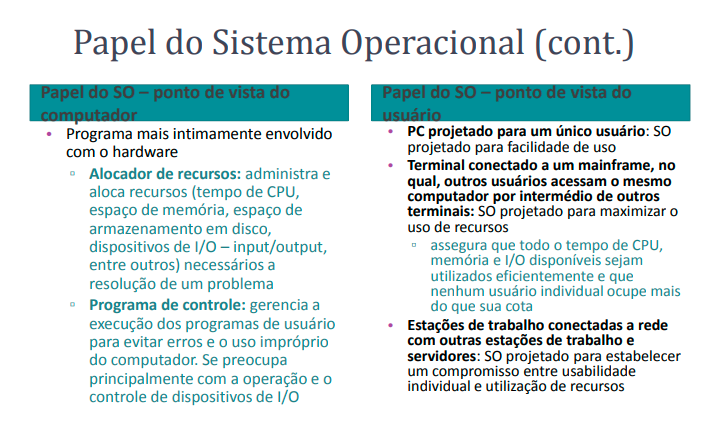 Papel do Sistema Operacional (cont.)
Papel do SO – ponto de vista do
computador
• Programa mais intimamente envolvido
com o hardware
▫ Alocador de recursos: administra e
aloca recursos (tempo de CPU,
espaço de memória, espaço de
armazenamento em disco,
dispositivos de I/O – input/output,
entre outros) necessários a
resolução de um problema
▫ Programa de controle: gerencia a
execução dos programas de usuário
para evitar erros e o uso impróprio
do computador. Se preocupa
principalmente com a operação e o
controle de dispositivos de I/O
Papel do SO – ponto de vista do
usuário
• PC projetado para um único usuário: SO
projetado para facilidade de uso
• Terminal conectado a um mainframe, no
qual, outros usuários acessam o mesmo
computador por intermédio de outros
terminais: SO projetado para maximizar o
uso de recursos
▫ assegura que todo o tempo de CPU,
memória e I/O disponíveis sejam
utilizados eficientemente e que
nenhum usuário individual ocupe mais
do que sua cota
• Estações de trabalho conectadas a rede
com outras estações de trabalho e
servidores: SO projetado para estabelecer
um compromisso entre usabilidade
individual e utilização de recursos